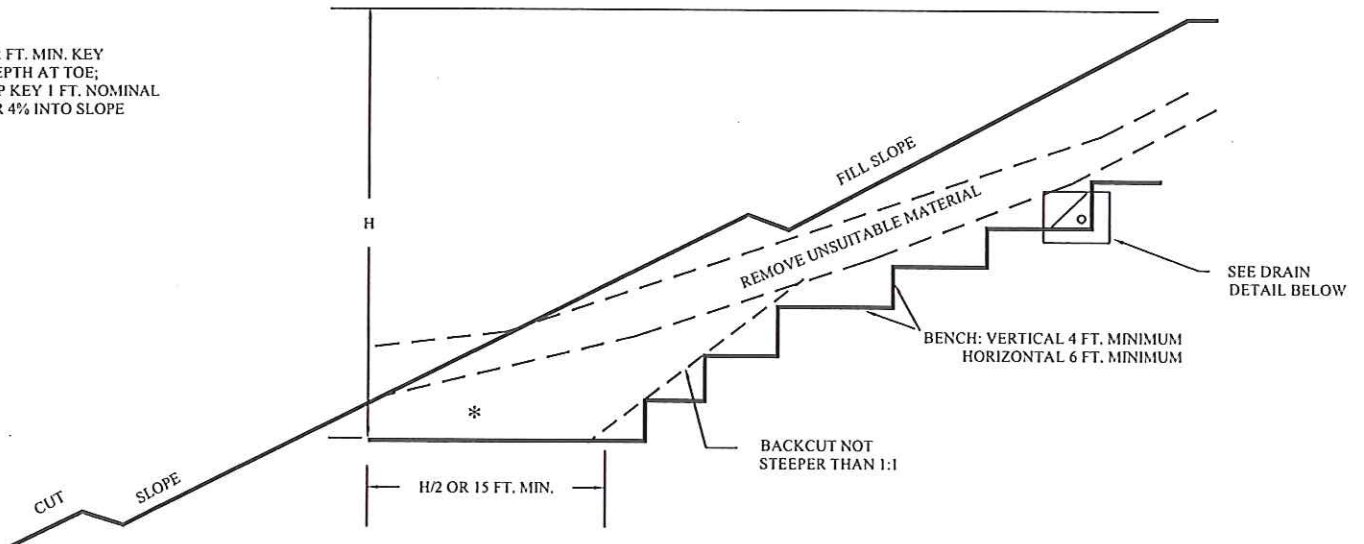 FT. MIN. KEY
EPTH AT TOE;
P KEY 1 FT. NOMINAL
R 4% INTO SLOPE
H
FILL SLOPE
REMOVE UNSUITABLE MATERIAL
SEE DRAIN
DETAIL BELOW
BENCH: VERTICAL 4 FT. MINIMUM
HORIZONTAL 6 FT. MINIMUM
*
BACKCUT NOT
STEEPER THAN 1:1
H/2 OR 15 FT. MIN.
CUT SLOPE